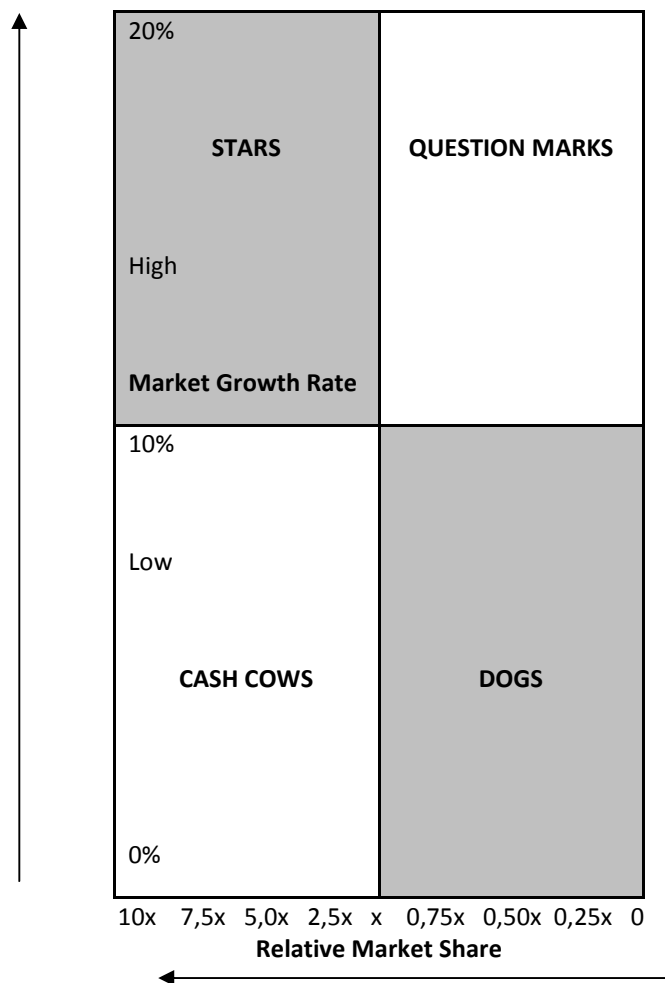 20%
STARS QUESTION MARKS
High
Market Growth Rate
10%
Low
CASH COWS DOGS
0%
10x 7,5x 5,0x 2,5x x 0,75x 0,50x 0,25x 0
Relative Market Share